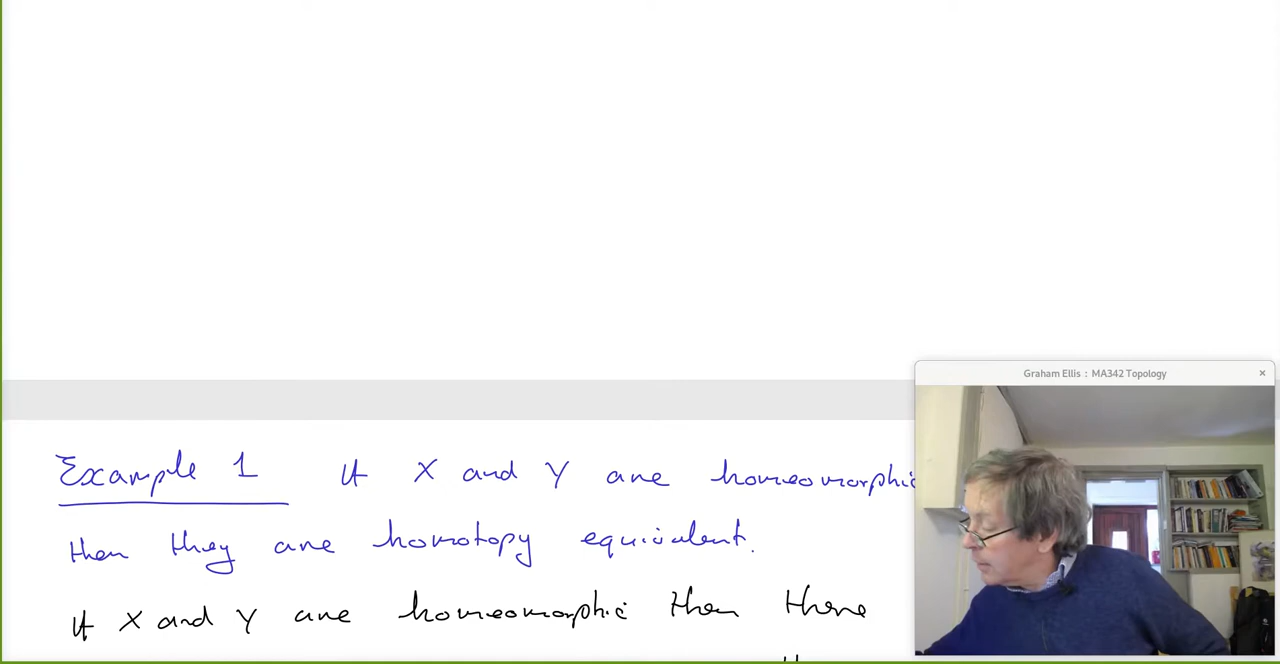 Graham Ellis : MA342 Topology
Example 1 If X and Y are homeomorphic
then they are homotopy equivalent.
If X and Y are homeomorphic then there